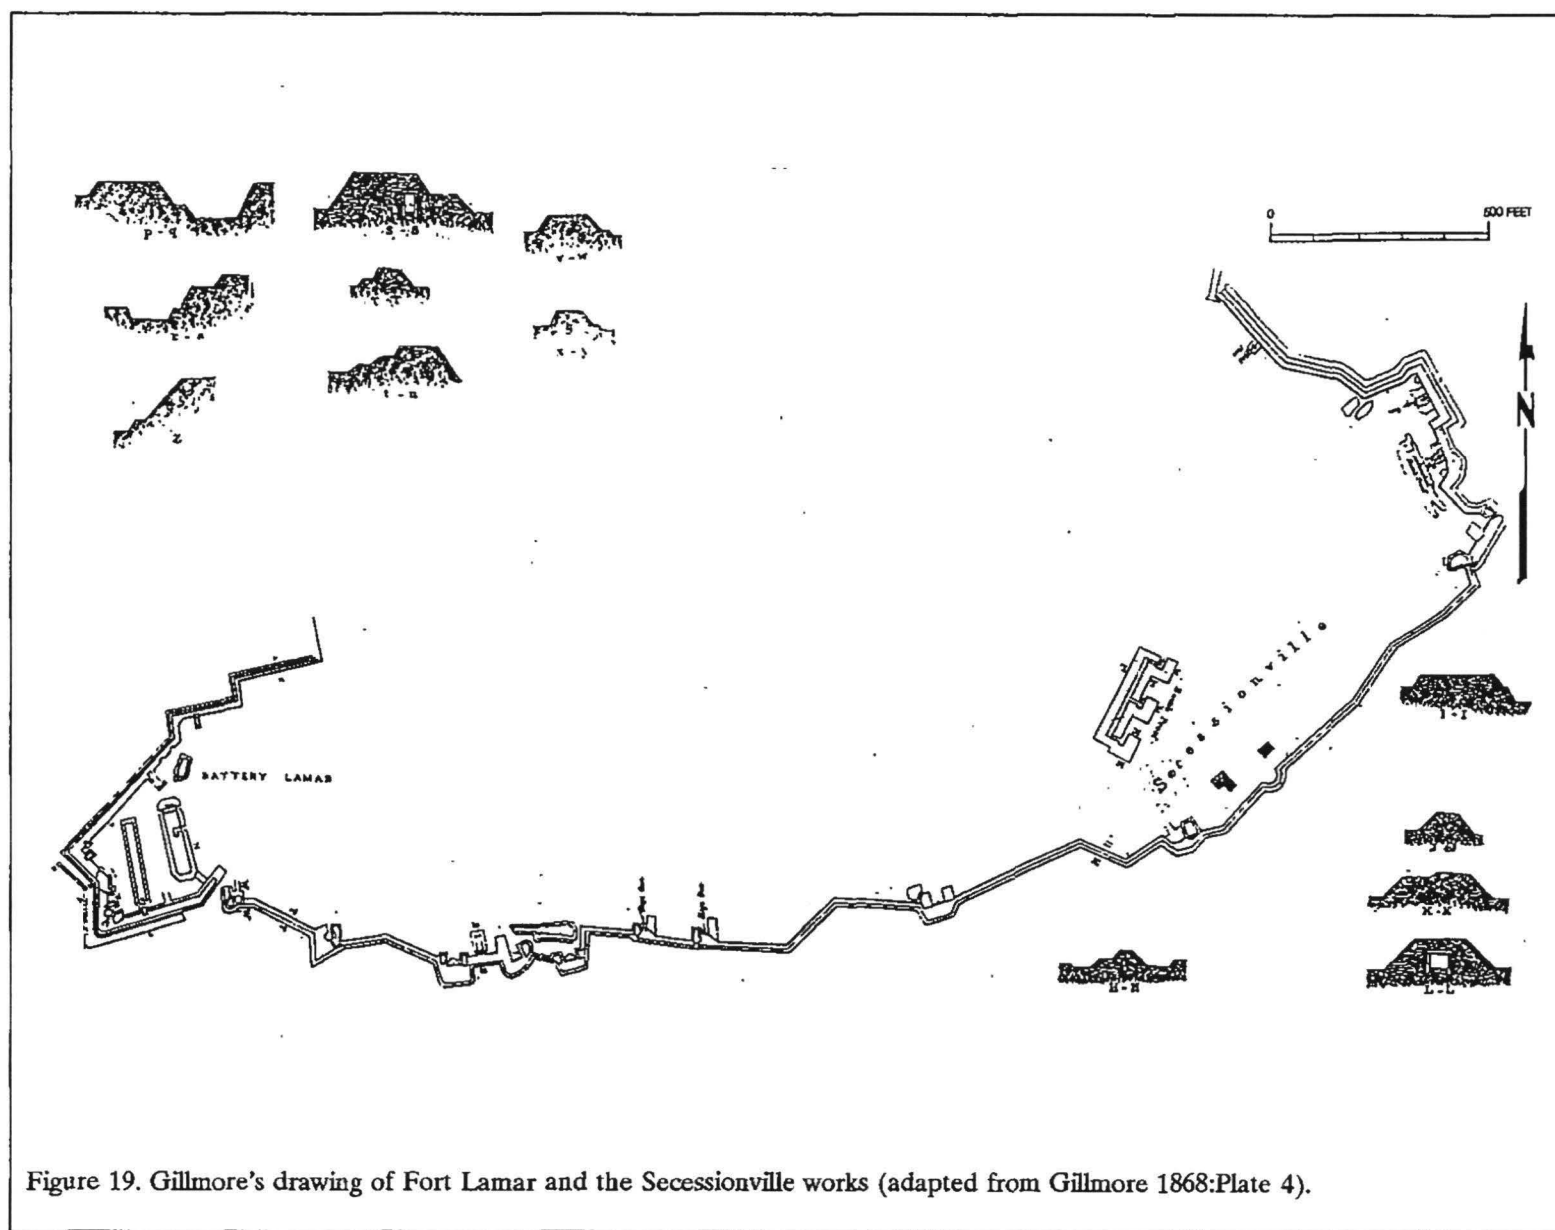 p - q
s - s
v - w
0
500 FEET
r - s
x - y
t - u
Z
N
Secessionville
BATTERY LAMAR
I - I
K - K
H - H
L - L
Figure 19. Gillmore's drawing of Fort Lamar and the Secessionville works (adapted from Gillmore 1868:Plate 4).